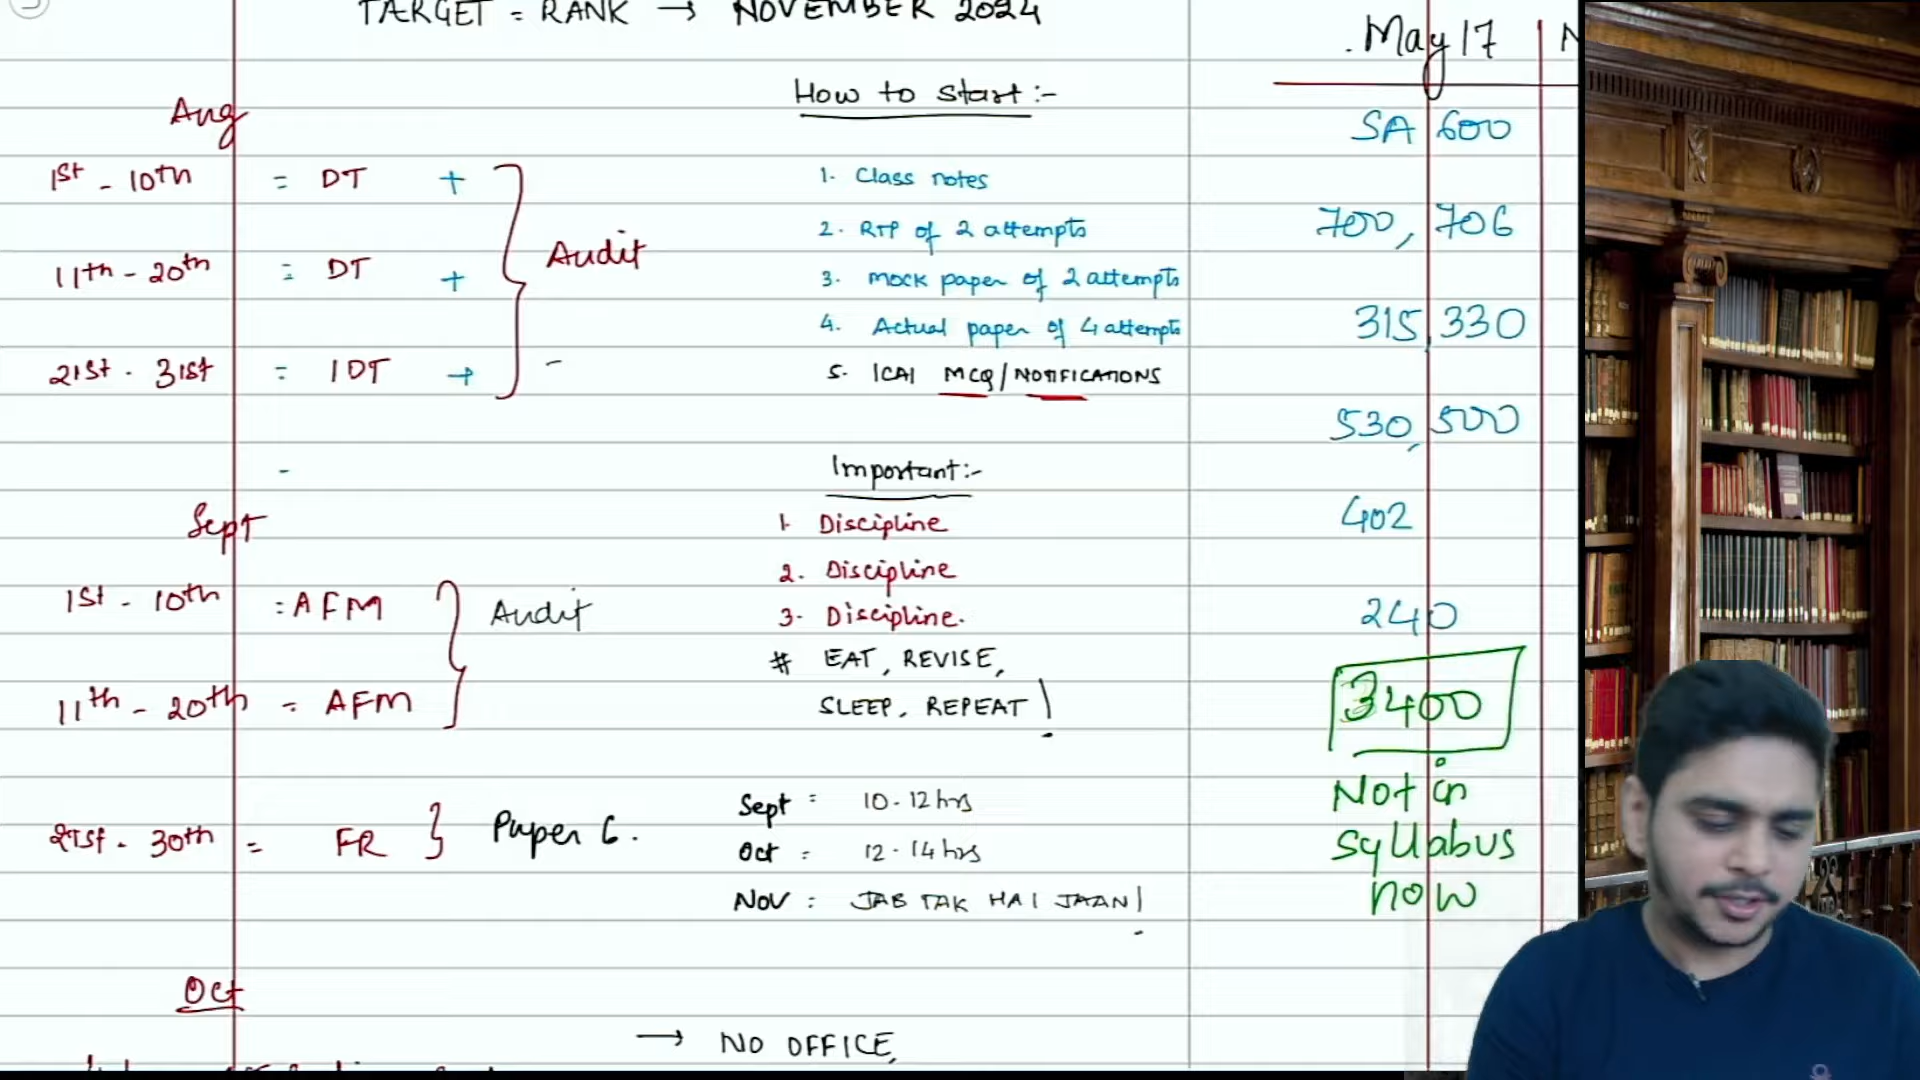 TARGET = RANK → NOVEMBER 2024
Aug
1st - 10th = DT +
11th - 20th = DT +
21st - 31st = IDT →
Audit
Sept
1st - 10th = AFM
11th - 20th = AFM
Audit
21st - 30th = FR } Paper 6.
Oct
How to start :-
1. Class notes
2. RTP of 2 attempts
3. Mock paper of 2 attempts
4. Actual paper of 4 attempts
5. ICAI MCQ/NOTIFICATIONS
Important :-
1. Discipline
2. Discipline
3. Discipline.
# EAT, REVISE,
SLEEP, REPEAT !
Sept : 10-12 hrs
Oct : 12-14 hrs
Nov : JAB TAK HAI JAAN!
→ NO OFFICE,
May 17
SA 600
700, 706
315, 330
530, 500
402
240
3400
Not in
syllabus
now